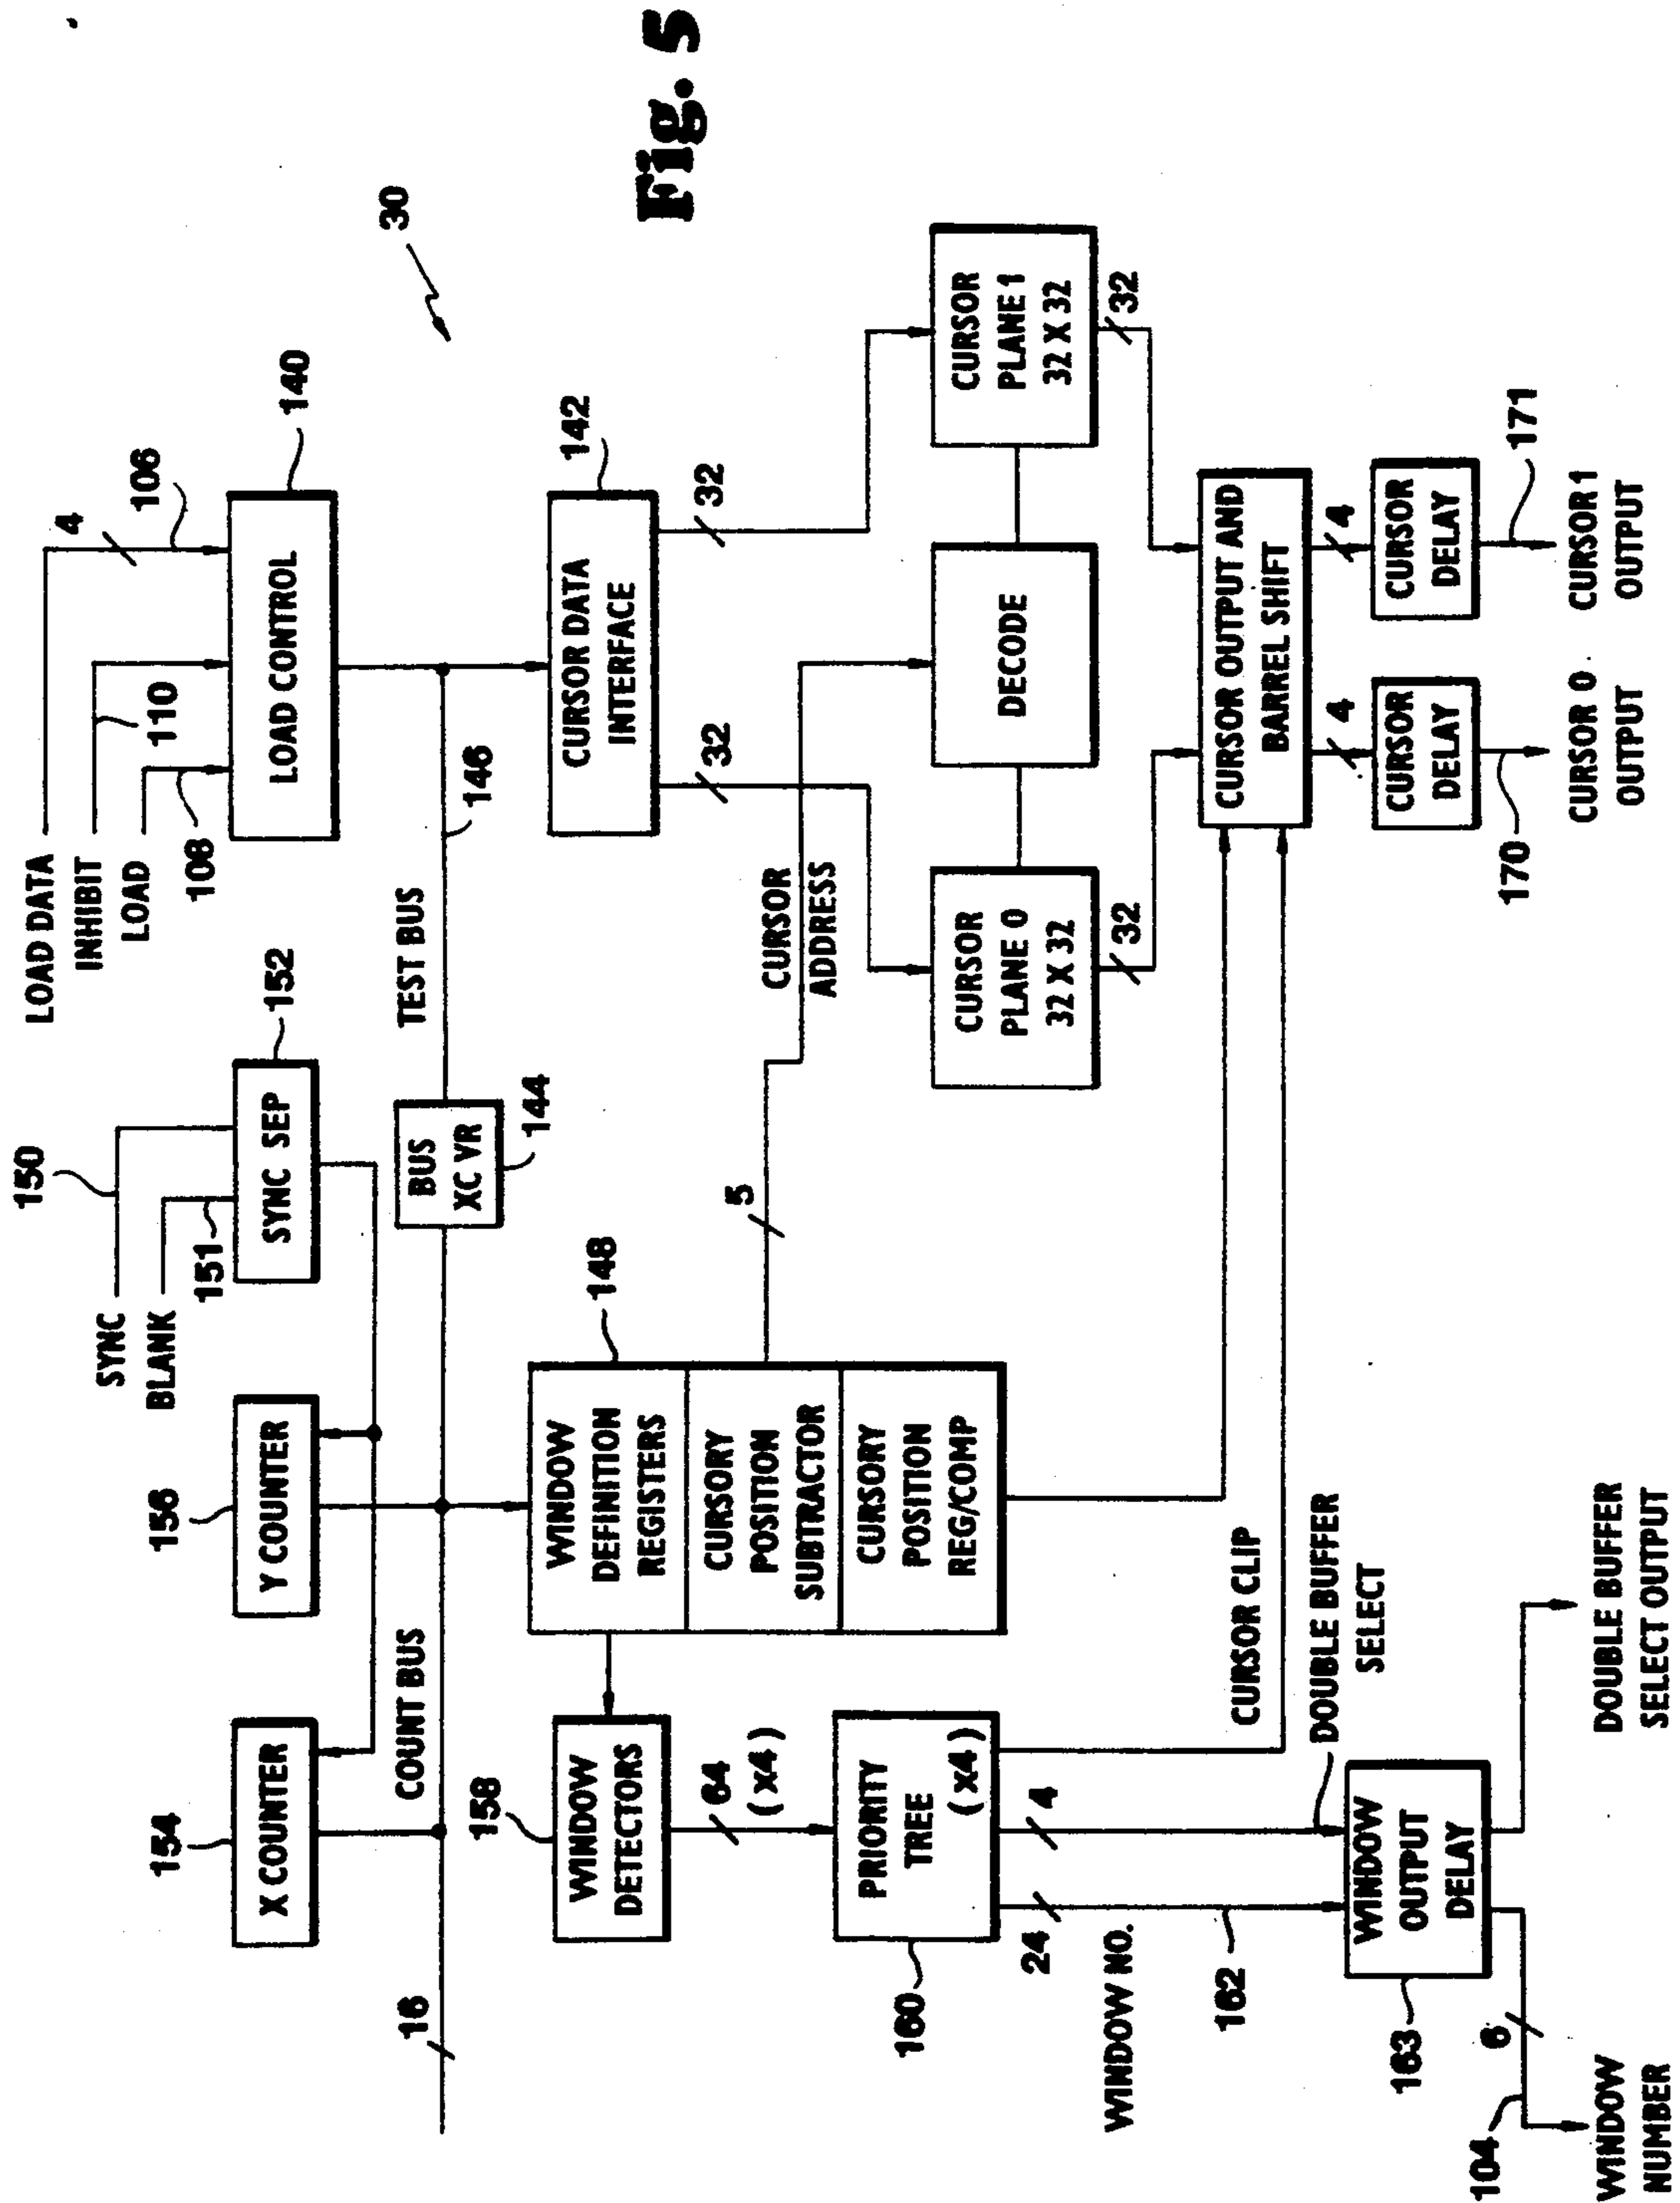 LOAD DATA
INHIBIT
LOAD
4
106
110
108
LOAD CONTROL
140
30
Fig. 5
SYNC
BLANK
150
151
SYNC SEP
152
154
X COUNTER
156
Y COUNTER
16
COUNT BUS
BUS
XC VR
144
TEST BUS
146
CURSOR DATA
INTERFACE
142
32
32
158
WINDOW
DETECTORS
WINDOW
DEFINITION
REGISTERS
148
CURSORY
POSITION
SUBTRACTOR
CURSORY
POSITION
REG/COMP
5
CURSOR
ADDRESS
64
(X4)
PRIORITY
TREE
(X4)
160
CURSOR
PLANE 0
32 X 32
DECODE
CURSOR
PLANE 1
32 X 32
32
32
24
4
WINDOW NO.
162
CURSOR CLIP
DOUBLE BUFFER
SELECT
CURSOR OUTPUT AND
BARREL SHIFT
4
4
WINDOW
OUTPUT
DELAY
163
CURSOR
DELAY
CURSOR
DELAY
104
6
170
171
WINDOW
NUMBER
DOUBLE BUFFER
SELECT OUTPUT
CURSOR 0
OUTPUT
CURSOR 1
OUTPUT